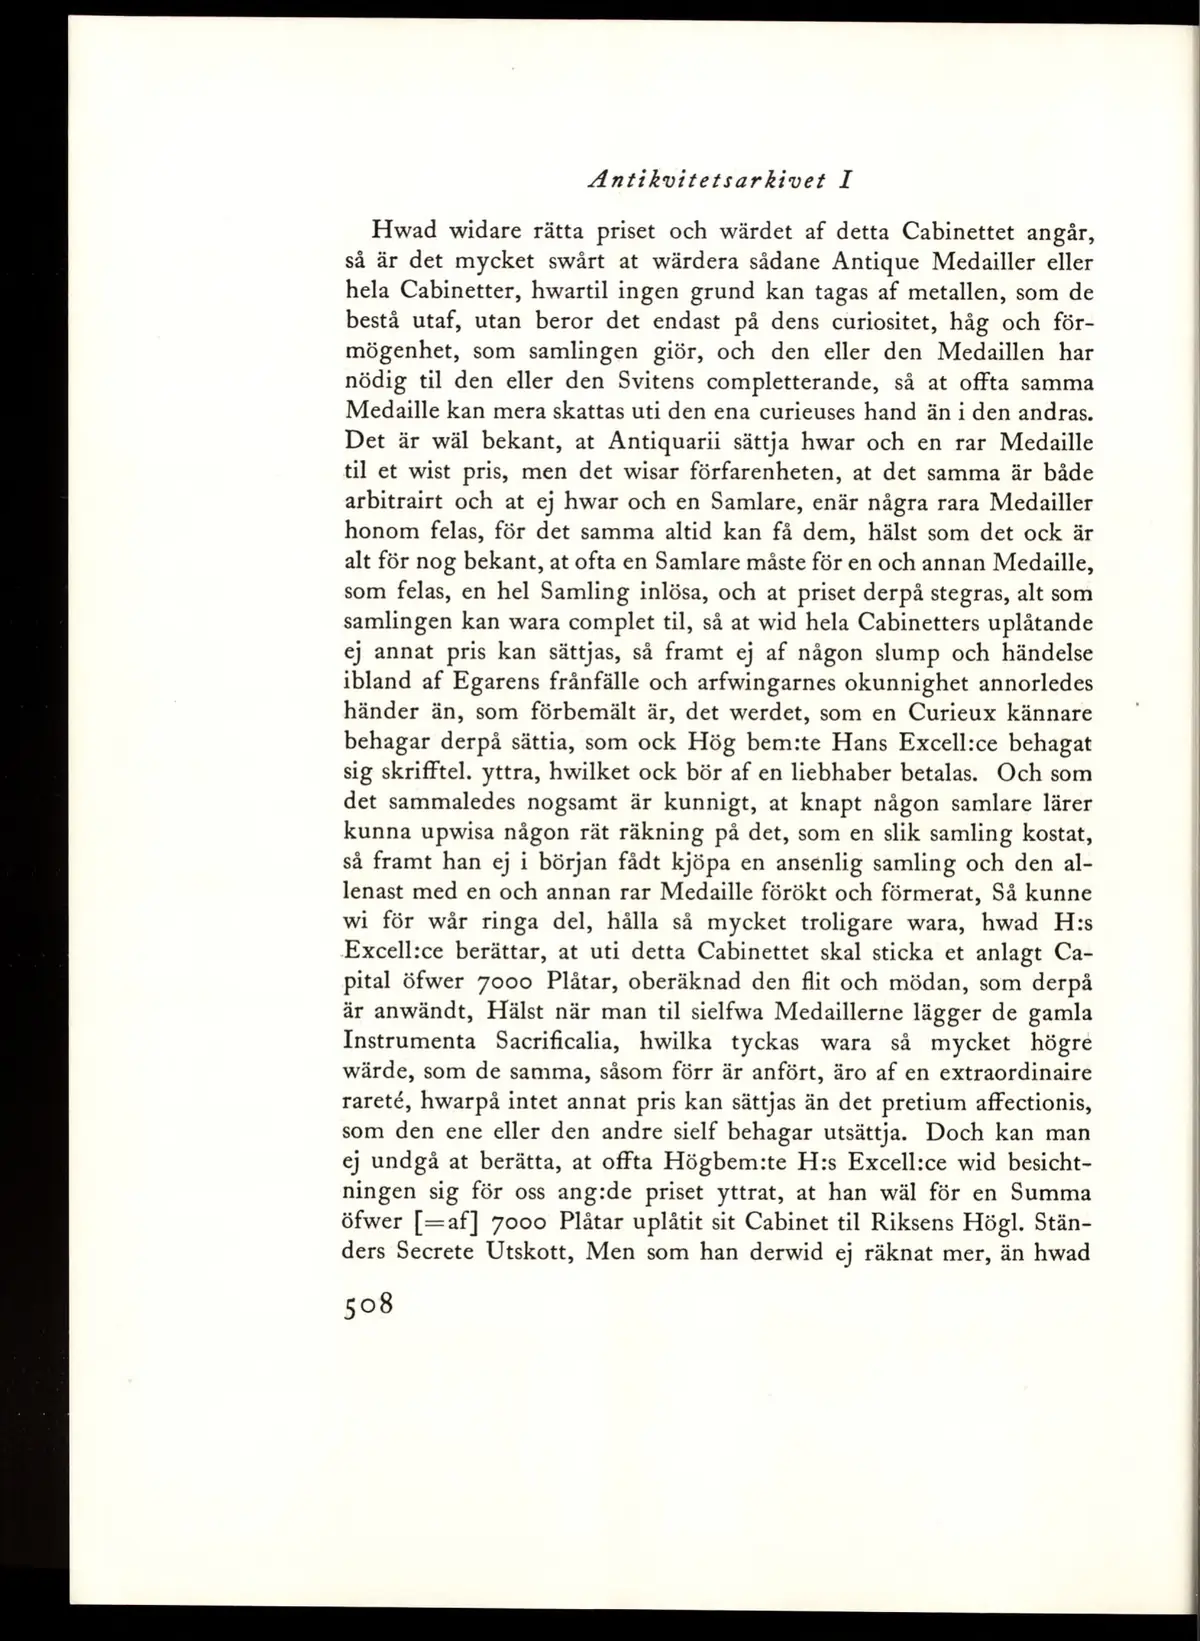 Antikvitetsarkivet I
Hwad widare rätta priset och wärdet af detta Cabinettet angår,
så är det mycket swårt at wärdera sådane Antique Medailler eller
hela Cabinetter, hwartil ingen grund kan tagas af metallen, som de
bestå utaf, utan beror det endast på dens curiositet, håg och för-
mögenhet, som samlingen giör, och den eller den Medaillen har
nödig til den eller den Svitens completterande, så at offta samma
Medaille kan mera skattas uti den ena curieuses hand än i den andras.
Det är wäl bekant, at Antiquarii sättja hwar och en rar Medaille
til et wist pris, men det wisar förfarenheten, at det samma är både
arbitrairt och at ej hwar och en Samlare, enär några rara Medailler
honom felas, för det samma altid kan få dem, hälst som det ock är
alt för nog bekant, at ofta en Samlare måste för en och annan Medaille,
som felas, en hel Samling inlösa, och at priset derpå stegras, alt som
samlingen kan wara complet til, så at wid hela Cabinetters uplåtande
ej annat pris kan sättjas, så framt ej af någon slump och händelse
ibland af Egarens frånfälle och arfwingarnes okunnighet annorledes
händer än, som förbemält är, det werdet, som en Curieux kännare
behagar derpå sättia, som ock Hög bem:te Hans Excell:ce behagat
sig skrifftel. yttra, hwilket ock bör af en liebhaber betalas. Och som
det sammaledes nogsamt är kunnigt, at knapt någon samlare lärer
kunna upwisa någon rät räkning på det, som en slik samling kostat,
så framt han ej i början fådt kjöpa en ansenlig samling och den al-
lenast med en och annan rar Medaille förökt och förmerat, Så kunne
wi för wår ringa del, hålla så mycket troligare wara, hwad H:s
Excell:ce berättar, at uti detta Cabinettet skal sticka et anlagt Ca-
pital öfwer 7000 Plåtar, oberäknad den flit och mödan, som derpå
är anwändt, Hälst när man til sielfwa Medaillerne lägger de gamla
Instrumenta Sacrificalia, hwilka tyckas wara så mycket högre
wärde, som de samma, såsom förr är anfört, äro af en extraordinaire
rareté, hwarpå intet annat pris kan sättjas än det pretium affectionis,
som den ene eller den andre sielf behagar utsättja. Doch kan man
ej undgå at berätta, at offta Högbem:te H:s Excell:ce wid besicht-
ningen sig för oss ang:de priset yttrat, at han wäl för en Summa
öfwer [=af] 7000 Plåtar uplåtit sit Cabinet til Riksens Högl. Stän-
ders Secrete Utskott, Men som han derwid ej räknat mer, än hwad
508